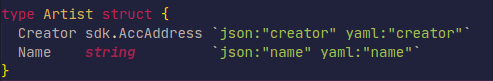 type Artist struct {
  Creator sdk.AccAddress `json:"creator" yaml:"creator"`
  Name    string         `json:"name" yaml:"name"`
}